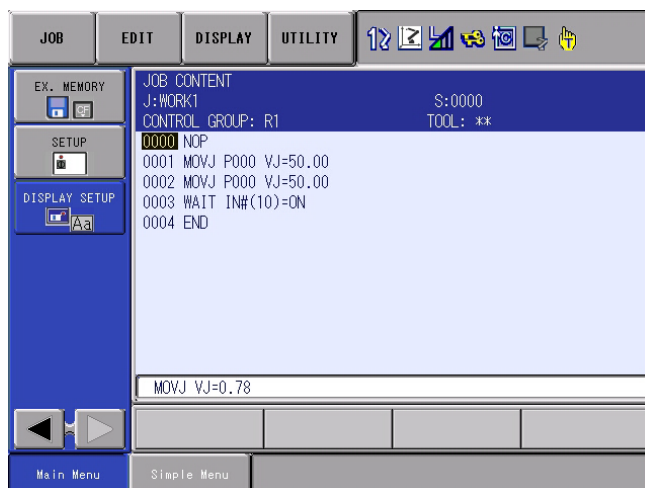 JOB EDIT DISPLAY UTILITY
EX. MEMORY
CF
SETUP
DISPLAY SETUP
Aa
JOB CONTENT
J:WORK1 S:0000
CONTROL GROUP: R1 TOOL: **
0000 NOP
0001 MOVJ P000 VJ=50.00
0002 MOVJ P000 VJ=50.00
0003 WAIT IN#(10)=ON
0004 END
MOVJ VJ=0.78
Main Menu Simple Menu